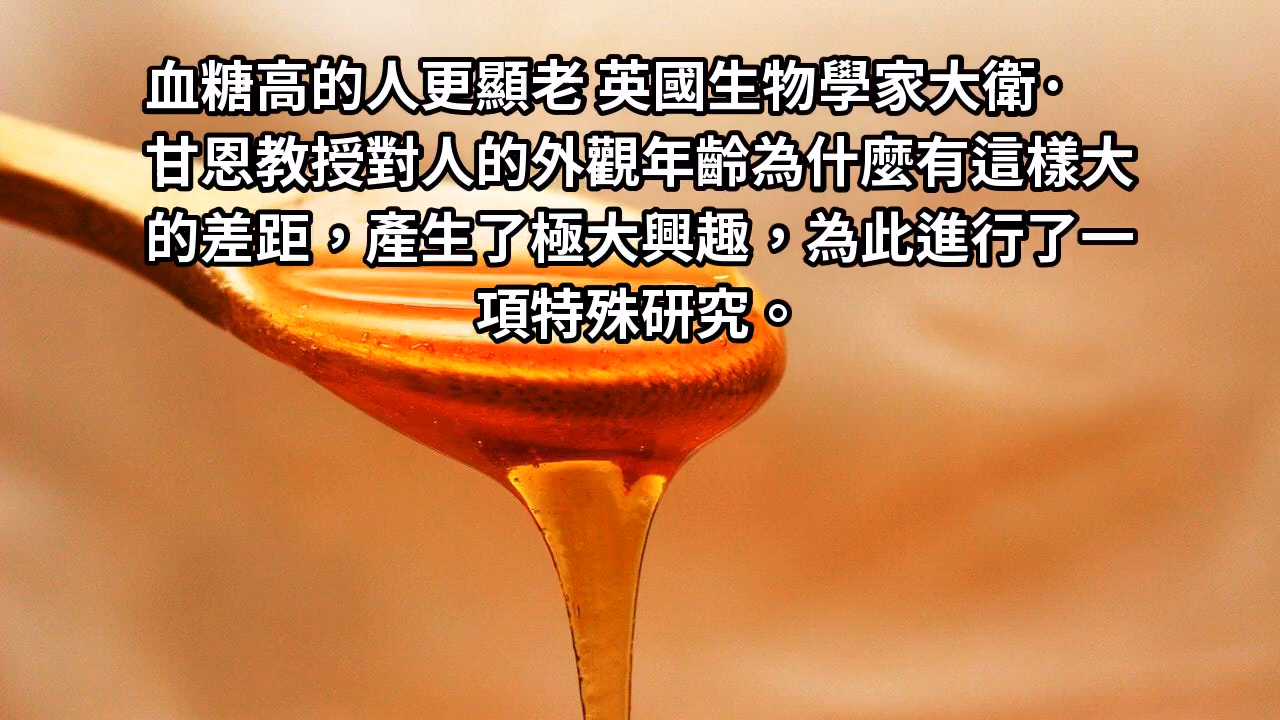 血糖高的人更顯老 英國生物學家大衛·
甘恩教授對人的外觀年齡為什麼有這樣大
的差距，產生了極大興趣，為此進行了一
項特殊研究。